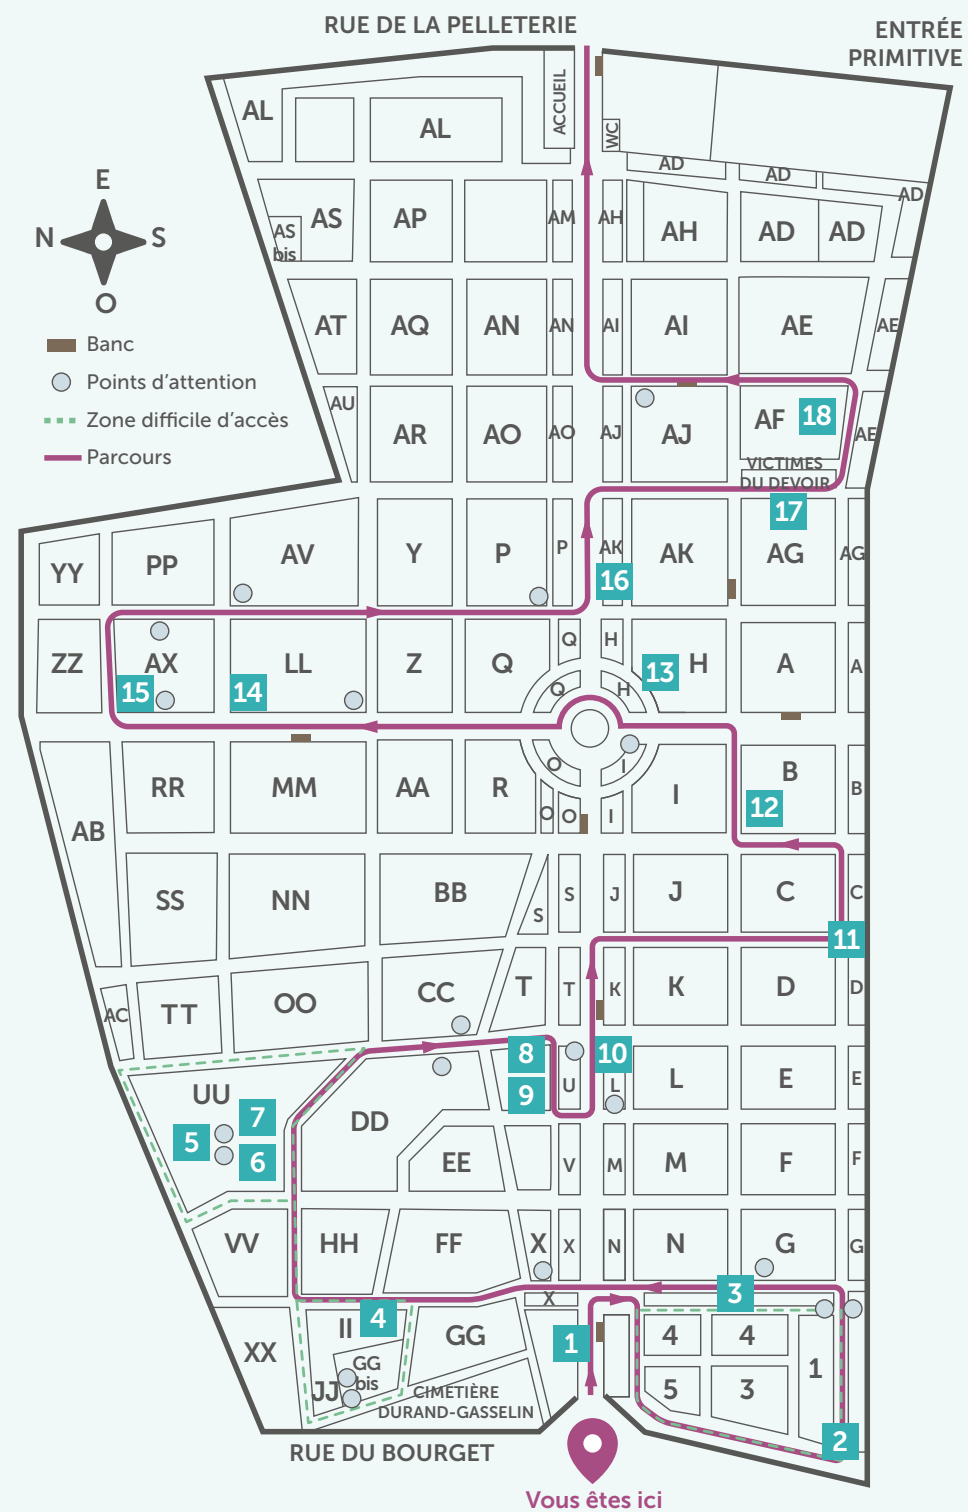 RUE DE LA PELLETERIE
ENTRÉE
PRIMITIVE
AL
AL
ACCUEIL
WC
AD
AD
AD
E
N
S
O
AS
AS
bis
AP
AM
AH
AH
AD
AD
AT
AQ
AN
AN
AI
AI
AE
AE
Banc
Points d'attention
Zone difficile d'accès
Parcours
AU
AR
AO
AO
AJ
AJ
AF
18
AE
VICTIMES
DU DEVOIR
17
YY
PP
AV
Y
P
P
AK
16
AK
AG
AG
ZZ
AX
15
LL
14
Z
Q
Q
Q
H
H
13
H
A
A
AB
RR
MM
AA
R
O
O
O
I
I
I
B
12
B
SS
NN
BB
S
S
J
J
C
C
11
AC
TT
OO
CC
T
T
K
K
D
D
UU
5
7
6
DD
8
9
U
10
L
L
E
E
EE
V
M
M
F
F
VV
HH
FF
X
X
N
N
G
G
X
3
XX
II
4
JJ
GG
bis
GG
CIMETIÈRE
DURAND-GASSELIN
1
4
4
5
3
1
2
RUE DU BOURGET
Vous êtes ici